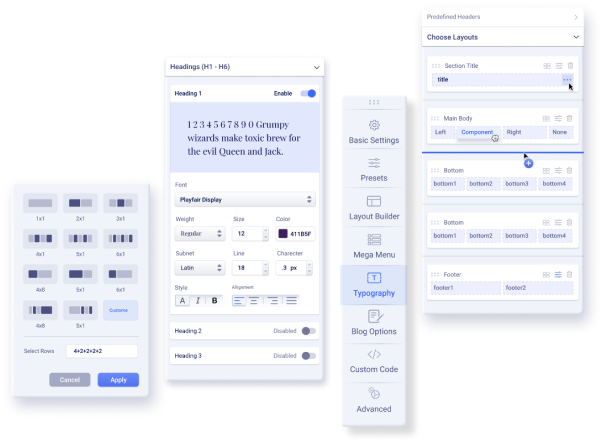 1x1
2x1
3x1
4x1
5x1
6x1
4x8
5x1
6x1
4x8
5x1
Customs
Select Rows
4+2+2+2+2
Cancel
Apply
Headings (H1 - H6)
Heading 1
Enable
1 2 3 4 5 6 7 8 9 0 Grumpy
wizards make toxic brew for
the evil Queen and Jack.
Font
Playfair Display
Weight
Size
Color
Regular
12
411B5F
Subnet
Line
Charecter
Latin
18
.3 px
Style
Alignement
A
I
B
Heading 2
Disabled
Heading 3
Disabled
Basic Settings
Presets
Layout Builder
Mega Menu
T
Typography
Blog Options
Custom Code
Advanced
Predefined Headers
Choose Layouts
Section Title
title
Main Body
Left
Component
Right
None
Bottom
bottom1
bottom2
bottom3
bottom4
Bottom
bottom1
bottom2
bottom3
bottom4
Footer
footer1
footer2